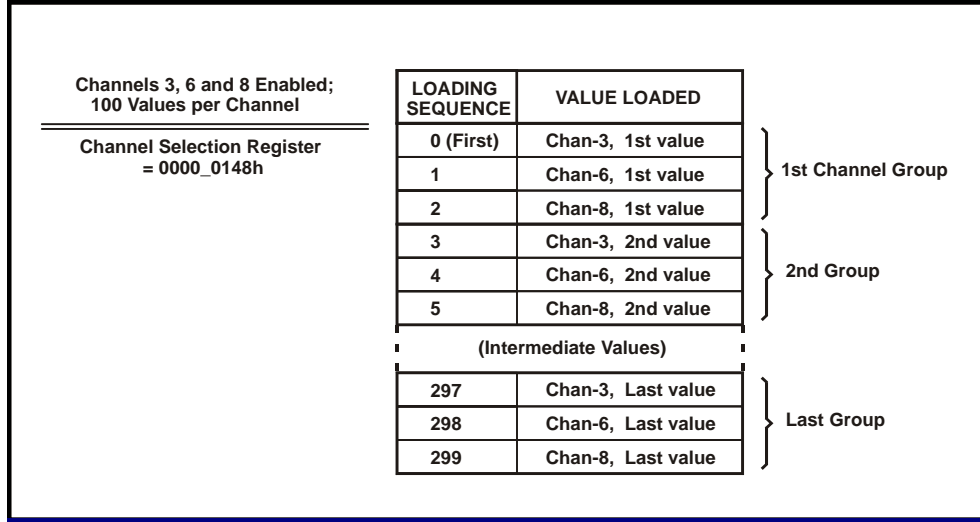 Channels 3, 6 and 8 Enabled;
100 Values per Channel
Channel Selection Register
= 0000_0148h
LOADING SEQUENCE VALUE LOADED
0 (First) Chan-3, 1st value
1 Chan-6, 1st value
2 Chan-8, 1st value
1st Channel Group
3 Chan-3, 2nd value
4 Chan-6, 2nd value
5 Chan-8, 2nd value
2nd Group
(Intermediate Values)
297 Chan-3, Last value
298 Chan-6, Last value
299 Chan-8, Last value
Last Group